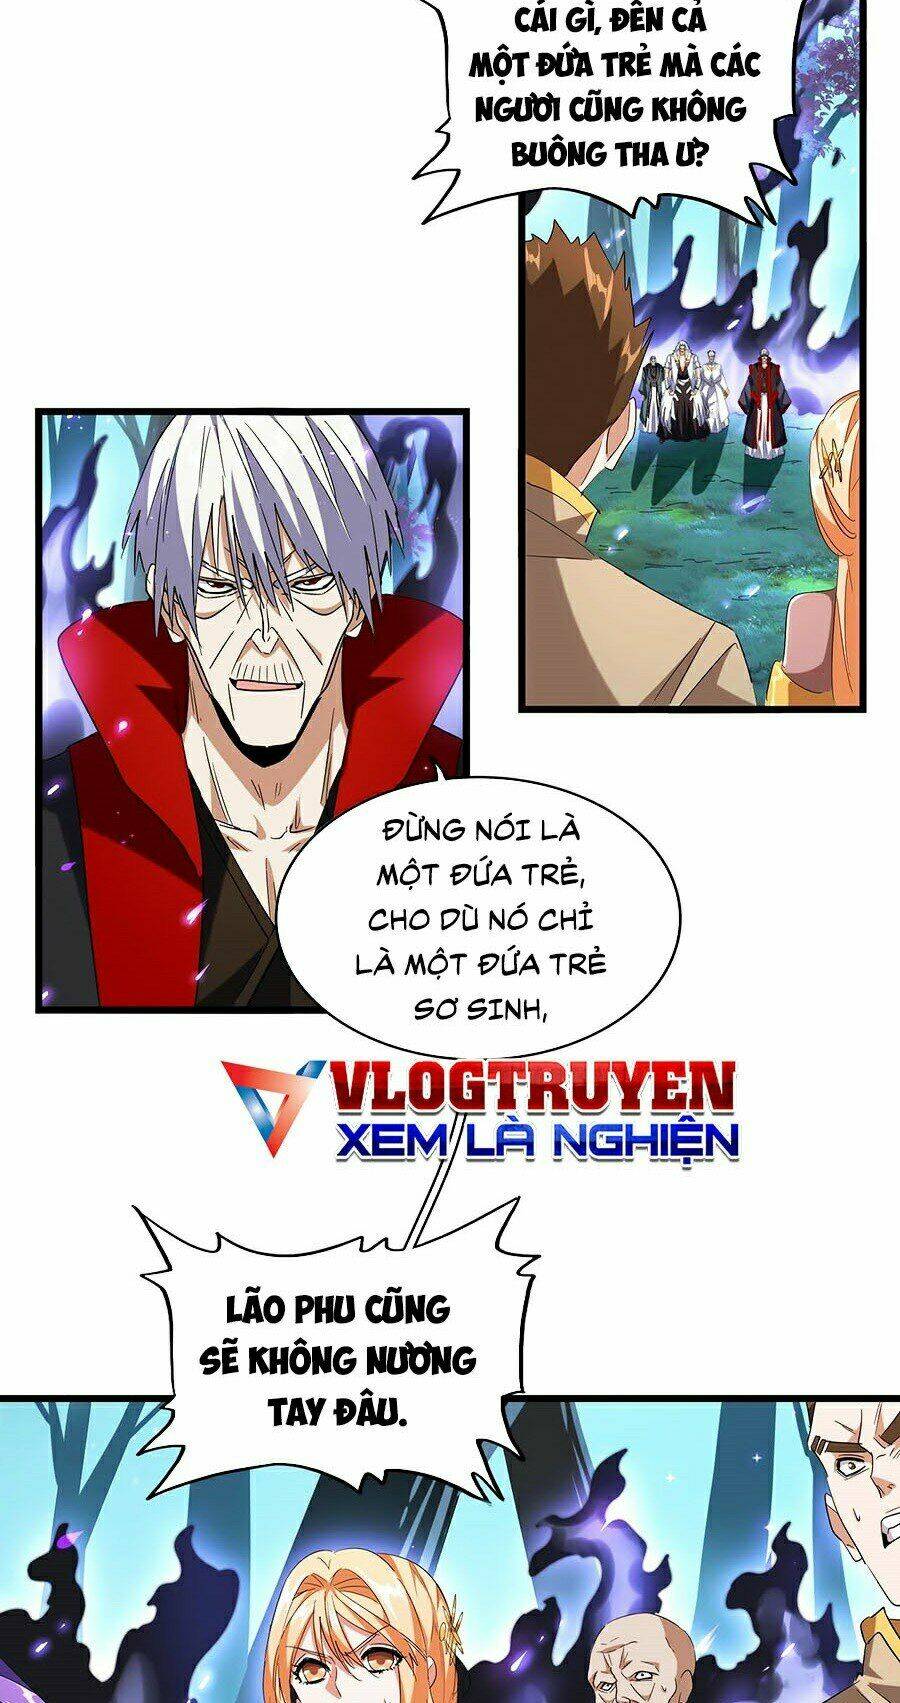 CÁI GÌ, ĐẾN CẢ
MỘT ĐỨA TRẺ MÀ CÁC
NGƯƠI CŨNG KHÔNG
BUÔNG THA Ư?
ĐỪNG NÓI LÀ
MỘT ĐỨA TRẺ,
CHO DÙ NÓ CHỈ
LÀ MỘT ĐỨA TRẺ
SƠ SINH,
VLOGTRUYEN
XEM LÀ NGHIỆN
LÃO PHU CŨNG
SẼ KHÔNG NƯƠNG
TAY ĐÂU.